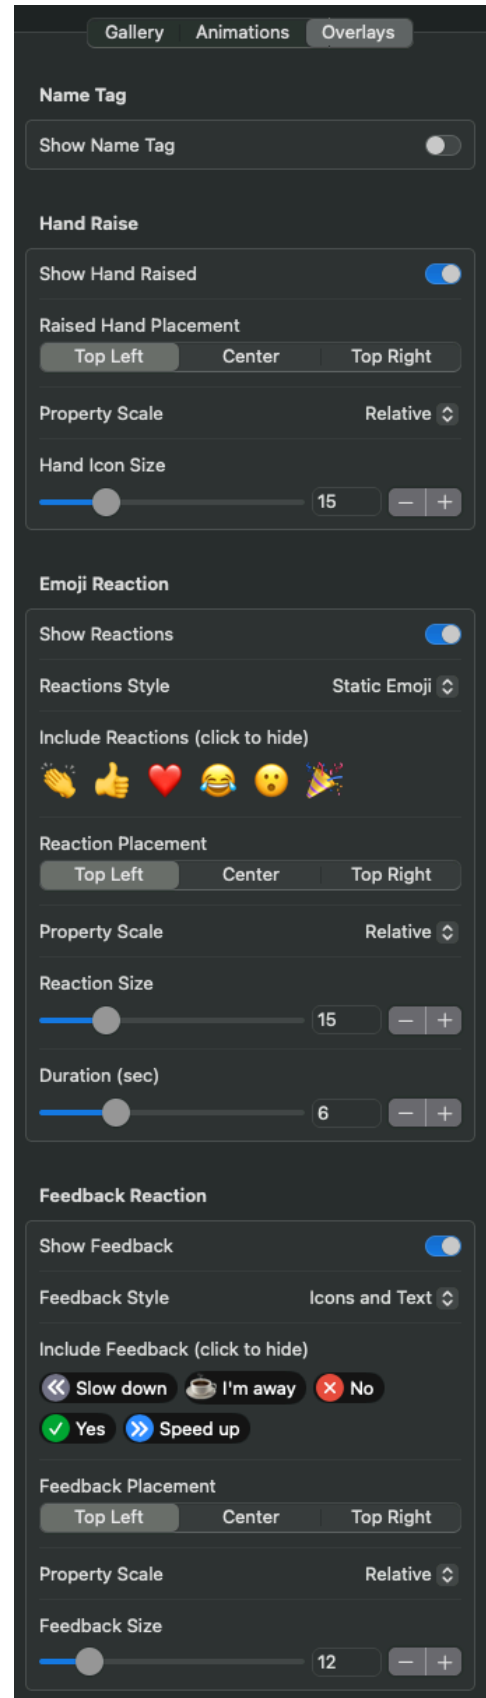 Gallery Animations Overlays
Name Tag
Show Name Tag
Hand Raise
Show Hand Raised
Raised Hand Placement
Top Left Center Top Right
Property Scale Relative
Hand Icon Size
15 — +
Emoji Reaction
Show Reactions
Reactions Style Static Emoji
Include Reactions (click to hide)
Reaction Placement
Top Left Center Top Right
Property Scale Relative
Reaction Size
15 — +
Duration (sec)
6 — +
Feedback Reaction
Show Feedback
Feedback Style Icons and Text
Include Feedback (click to hide)
Slow down I'm away No
Yes Speed up
Feedback Placement
Top Left Center Top Right
Property Scale Relative
Feedback Size
12 — +